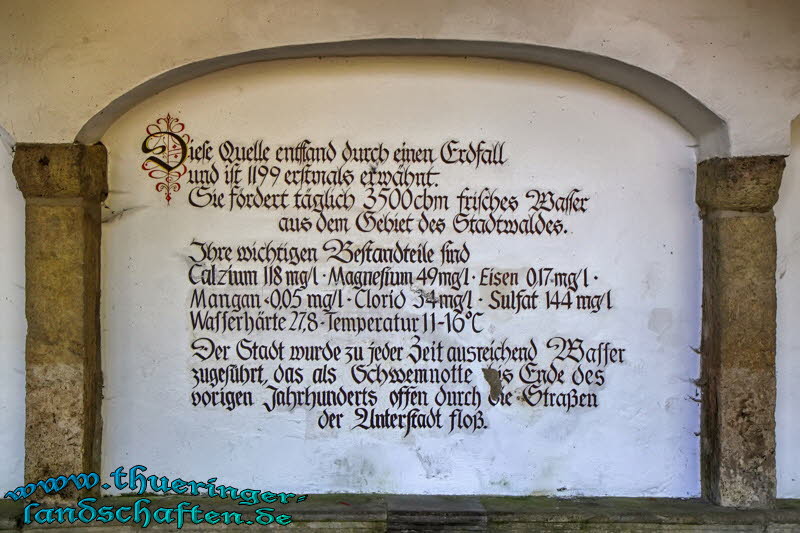 Diese Quelle entstand durch einen Erdfall
und ist 1199 erstmals erwähnt.
Sie fördert täglich 3500cbm frisches Wasser
aus dem Gebiet des Stadtwaldes.
Ihre wichtigen Bestandteile sind
Calzium 118 mg/l · Magnesium 49mg/l · Eisen 0,17 mg/l ·
Mangan <0,05 mg/l · Clorid 34mg/l · Sulfat 144 mg/l
Wasserhärte 27,8 · Temperatur 11-16°C
Der Stadt wurde zu jeder Zeit ausreichend Wasser
zugeführt, das als Schwemnotte bis Ende des
vorigen Jahrhunderts offen durch die Straßen
der Unterstadt floß.
www.thueringer-
landschaften.de